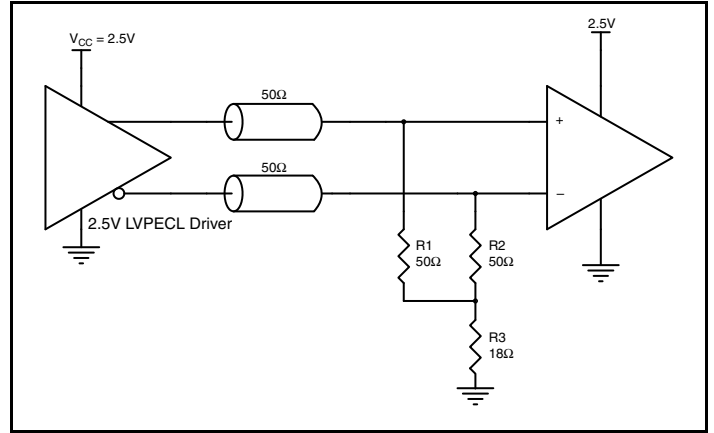 V_CC = 2.5V
2.5V
50Ω
+
50Ω
–
2.5V LVPECL Driver
R1
50Ω
R2
50Ω
R3
18Ω